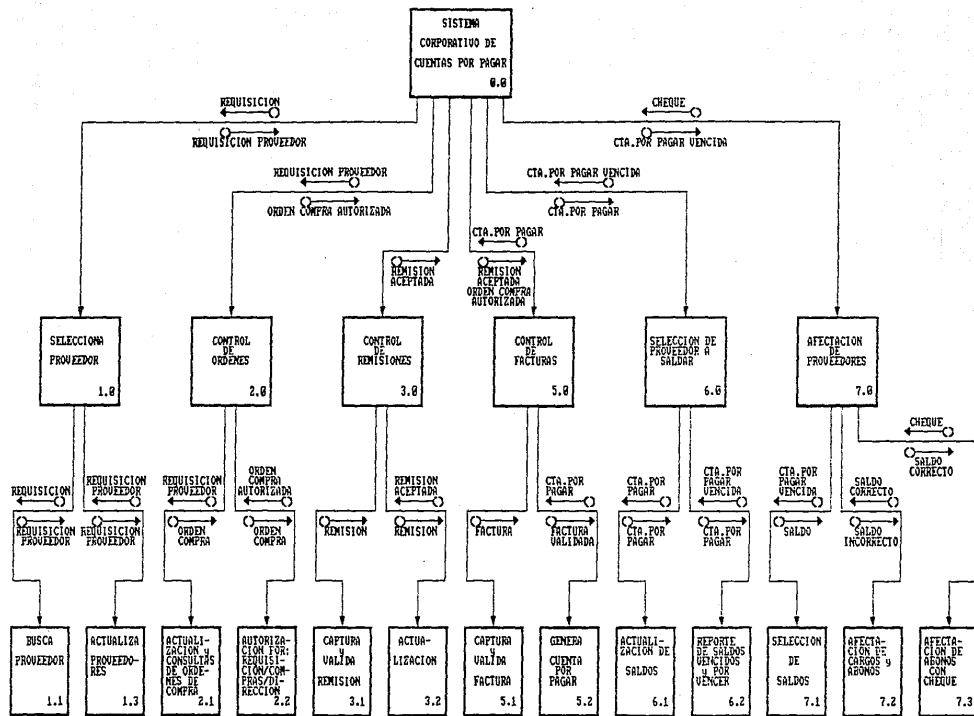 SISTEMA
CORPORATIVO DE
CUENTAS POR PAGAR
0.0
REQUISICION
REQUISICION PROVEEDOR
CHEQUE
CTA.POR PAGAR VENCIDA
REQUISICION PROVEEDOR
ORDEN COMPRA AUTORIZADA
CTA.POR PAGAR VENCIDA
CTA.POR PAGAR
CTA.POR PAGAR
REMISION
ACEPTADA
REMISION
ACEPTADA
ORDEN COMPRA
AUTORIZADA
SELECCIONA
PROVEEDOR
1.0
CONTROL
DE
ORDENES
2.0
CONTROL
DE
REMISIONES
3.0
CONTROL
DE
FACTURAS
5.0
SELECCION DE
PROVEEDOR A
SALDAR
6.0
AFECTACION
DE
PROVEEDORES
7.0
CHEQUE
SALDO
CORRECTO
REQUISICION
REQUISICION
PROVEEDOR
REQUISICION
PROVEEDOR
REQUISICION
PROVEEDOR
REQUISICION
PROVEEDOR
ORDEN
COMPRA
ORDEN
COMPRA
AUTORIZADA
ORDEN
COMPRA
REMISION
REMISION
ACEPTADA
REMISION
FACTURA
CTA.POR
PAGAR
FACTURA
VALIDADA
CTA.POR
PAGAR
CTA.POR
PAGAR
CTA.POR
PAGAR
VENCIDA
CTA.POR
PAGAR
CTA.POR
PAGAR
VENCIDA
SALDO
SALDO
CORRECTO
SALDO
INCORRECTO
BUSCA
PROVEEDOR
1.1
ACTUALIZA
PROVEEDO-
RES
1.3
ACTUALI-
ZACION y
CONSULTAS
DE ORDE-
NES DE
COMPRA
2.1
AUTORIZA-
CION POR:
REQUISI-
SION/COM-
PRAS/DI-
RECCION
2.2
CAPTURA
y
VALIDA
REMISION
3.1
ACTUA-
LIZACION
3.2
CAPTURA
y
VALIDA
FACTURA
5.1
GENERA
CUENTA
POR
PAGAR
5.2
ACTUALI-
ZACION DE
SALDOS
6.1
REPORTE
DE SALDOS
VENCIDOS
y POR
VENCER
6.2
SELECCION
DE
SALDOS
7.1
AFECTA-
CION DE
CARGOS y
ABONOS
7.2
AFECTA-
CION DE
ABONOS
CON
CHEQUE
7.3